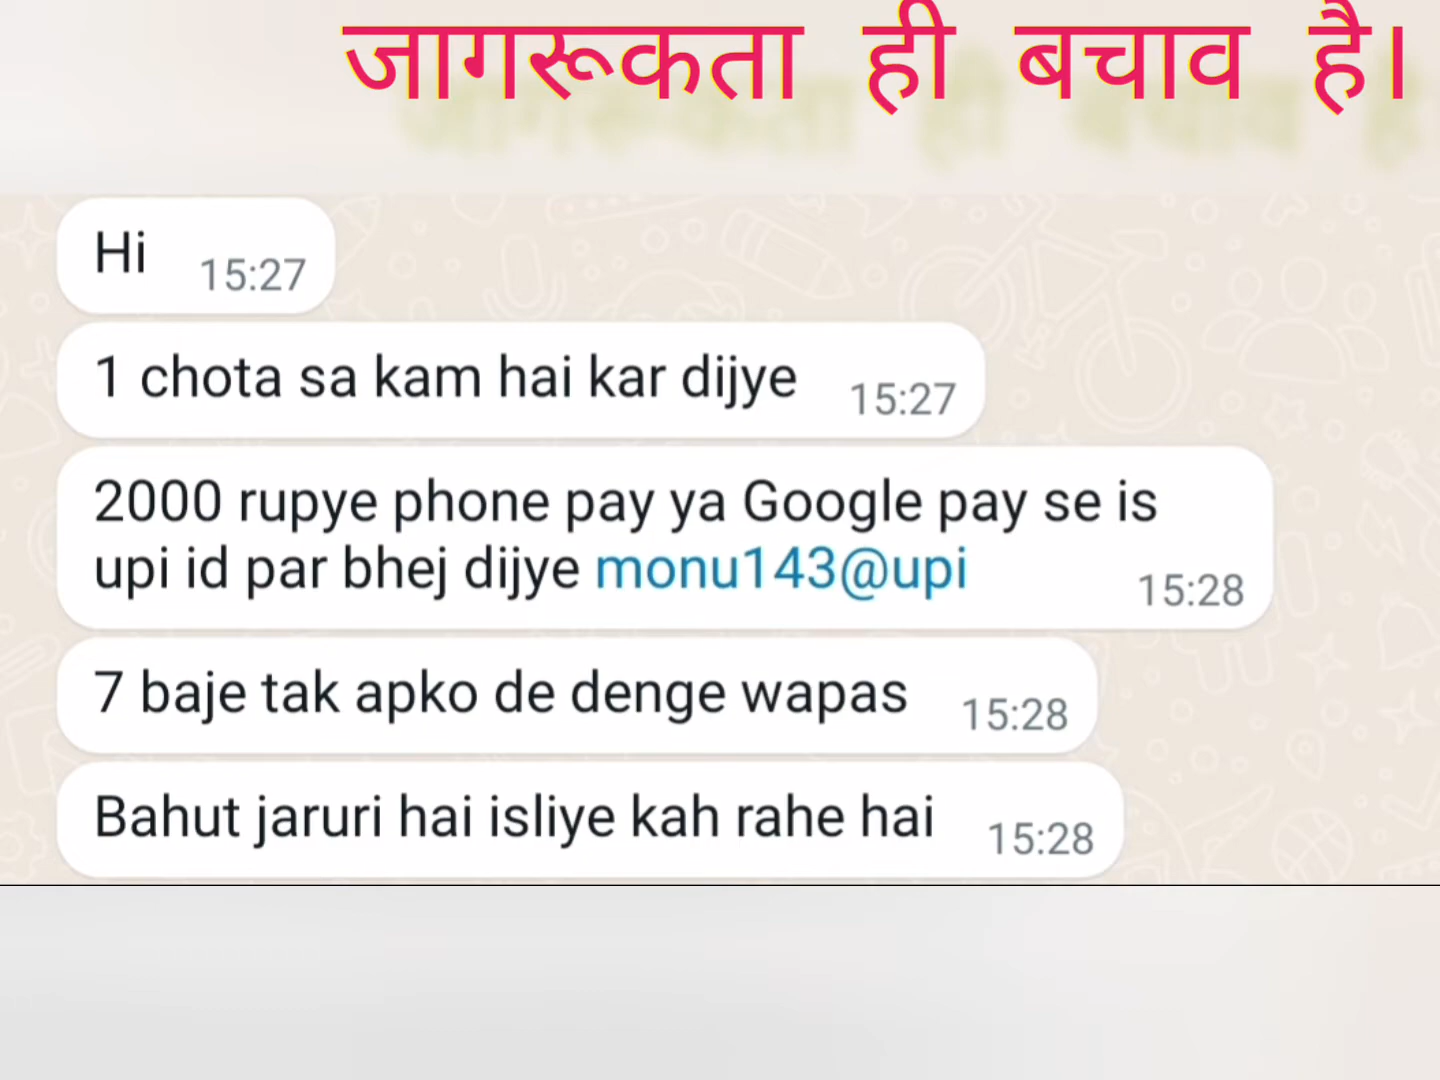 जागरूकता ही बचाव है।
Hi 15:27
1 chota sa kam hai kar dijye 15:27
2000 rupye phone pay ya Google pay se is
upi id par bhej dijye monu143@upi 15:28
7 baje tak apko de denge wapas 15:28
Bahut jaruri hai isliye kah rahe hai 15:28